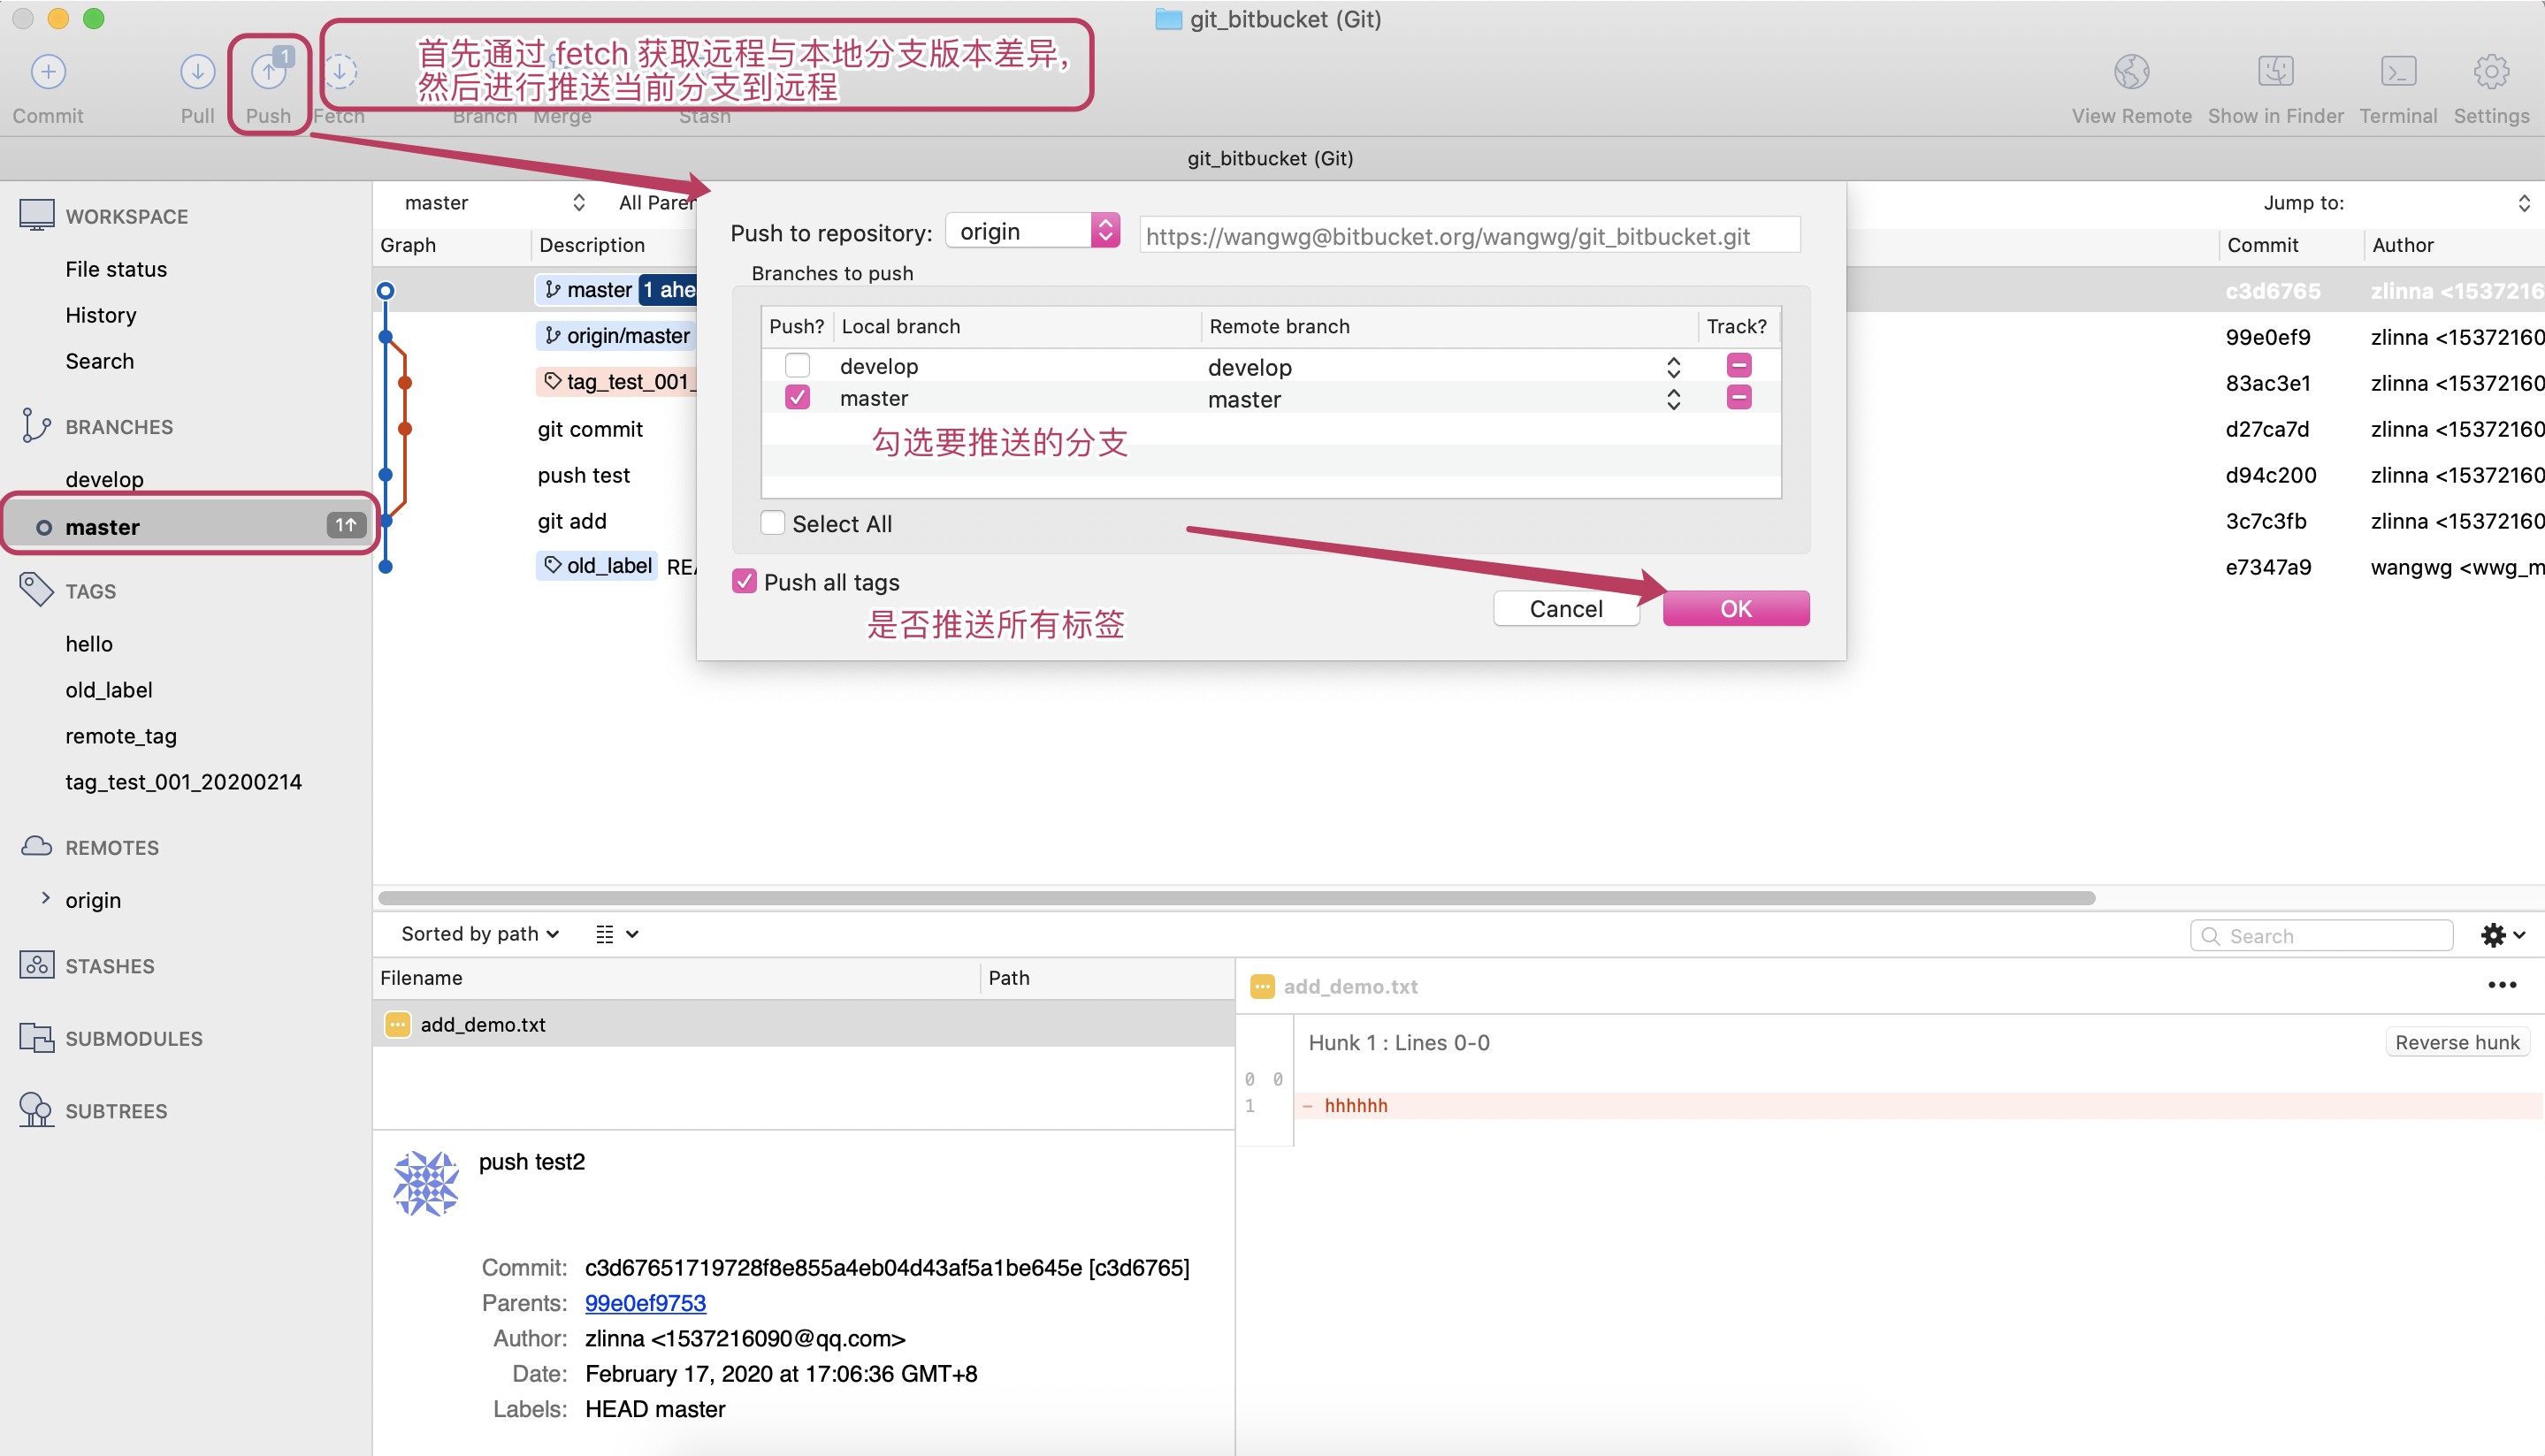 git_bitbucket (Git)
首先通过 fetch 获取远程与本地分支版本差异，
然后进行推送当前分支到远程
1
Commit
Pull
Push
Fetch
Branch
Merge
Stash
View Remote
Show in Finder
Terminal
Settings
git_bitbucket (Git)
WORKSPACE
File status
History
Search
BRANCHES
develop
master 1↑
TAGS
hello
old_label
remote_tag
tag_test_001_20200214
REMOTES
origin
STASHES
SUBMODULES
SUBTREES
master
All Paren
Jump to:
Graph
Description
Commit
Author
master 1 ahe
c3d6765 zlinna <1537216
origin/master
99e0ef9 zlinna <15372160
tag_test_001_
83ac3e1 zlinna <15372160
git commit
d27ca7d zlinna <15372160
push test
d94c200 zlinna <15372160
git add
3c7c3fb zlinna <15372160
old_label REA
e7347a9 wangwg <wwg_m
Push to repository: origin https://wangwg@bitbucket.org/wangwg/git_bitbucket.git
Branches to push
Push? Local branch Remote branch Track?
develop develop
master master
勾选要推送的分支
Select All
Push all tags
是否推送所有标签
Cancel
OK
Sorted by path
Search
Filename
Path
add_demo.txt
add_demo.txt
Hunk 1 : Lines 0-0
Reverse hunk
0 0
1 - hhhhhh
push test2
Commit: c3d67651719728f8e855a4eb04d43af5a1be645e [c3d6765]
Parents: 99e0ef9753
Author: zlinna <1537216090@qq.com>
Date: February 17, 2020 at 17:06:36 GMT+8
Labels: HEAD master